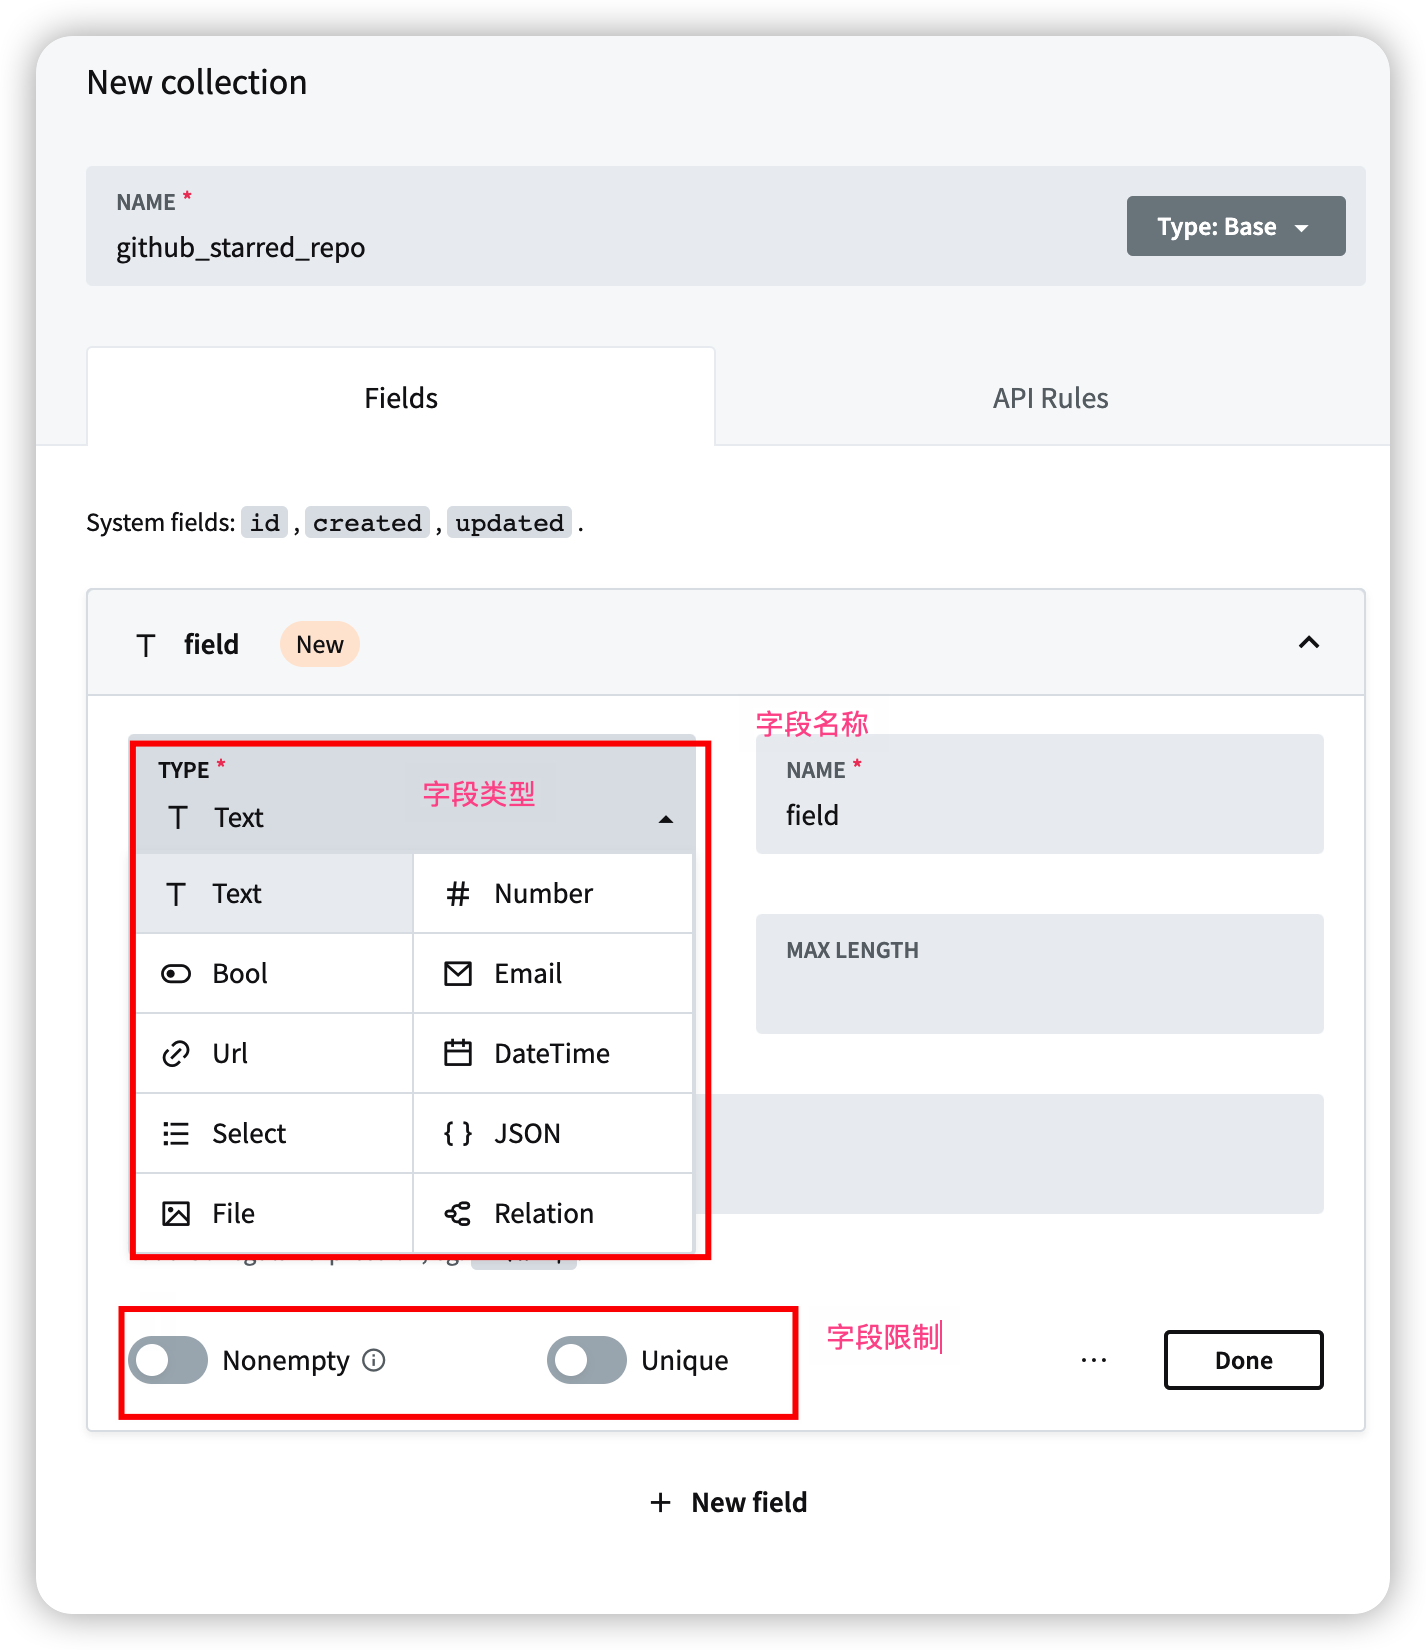 New collection
NAME *
github_starred_repo
Type: Base
Fields
API Rules
System fields: id , created , updated .
field
New
字段名称
TYPE *
字段类型
Text
NAME *
field
Text
Number
Bool
Email
MAX LENGTH
Url
DateTime
Select
JSON
File
Relation
Nonempty
Unique
字段限制
...
Done
+ New field